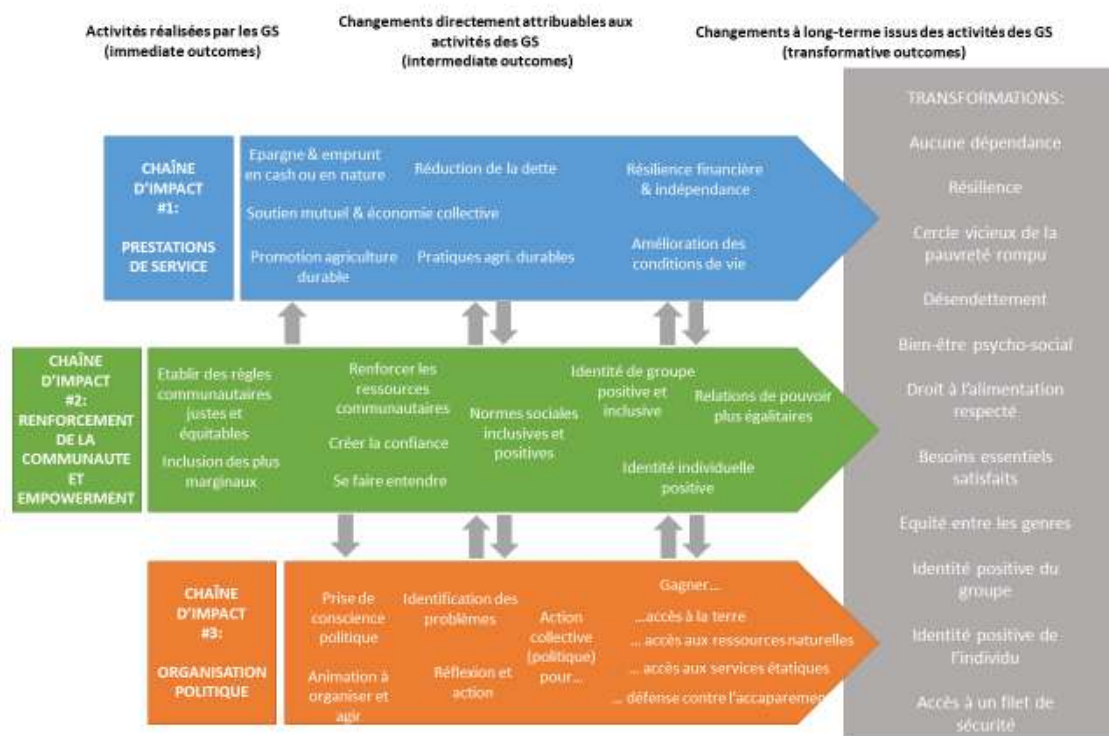 Activités réalisées par les GS
(immediate outcomes)
Changements directement attribuables aux
activités des GS
(intermediate outcomes)
Changements à long-terme issus des activités des GS
(transformative outcomes)
CHAÎNE
D'IMPACT
#1:
PRESTATIONS
DE SERVICE
Epargne & emprunt
en cash ou en nature
Réduction de la dette
Résilience financière
& indépendance
Soutien mutuel & économie collective
Promotion agriculture
durable
Pratiques agri. durables
Amélioration des
conditions de vie
CHAÎNE
D'IMPACT
#2:
RENFORCEMENT
DE LA
COMMUNAUTE
ET
EMPOWERMENT
Etablir des règles
communautaires
justes et
équitables
Inclusion des plus
marginaux
Renforcer les
ressources
communautaires
Créer la confiance
Se faire entendre
Normes sociales
inclusives et
positives
Identité de groupe
positive et
inclusive
Identité individuelle
positive
Relations de pouvoir
plus égalitaires
CHAÎNE
D'IMPACT
#3:
ORGANISATION
POLITIQUE
Prise de
conscience
politique
Animation à
organiser et
agir
Identification des
problèmes
Réflexion et
action
Action
collective
(politique)
pour...
Gagner...
...accès à la terre
... accès aux ressources naturelles
... accès aux services étatiques
... défense contre l'accaparement
TRANSFORMATIONS:
Aucune dépendance
Résilience
Cercle vicieux de la
pauvreté rompu
Désendettement
Bien-être psycho-social
Droit à l'alimentation
respecté
Besoins essentiels
satisfaits
Equité entre les genres
Identité positive du
groupe
Identité positive de
l'individu
Accès à un filet de
sécurité